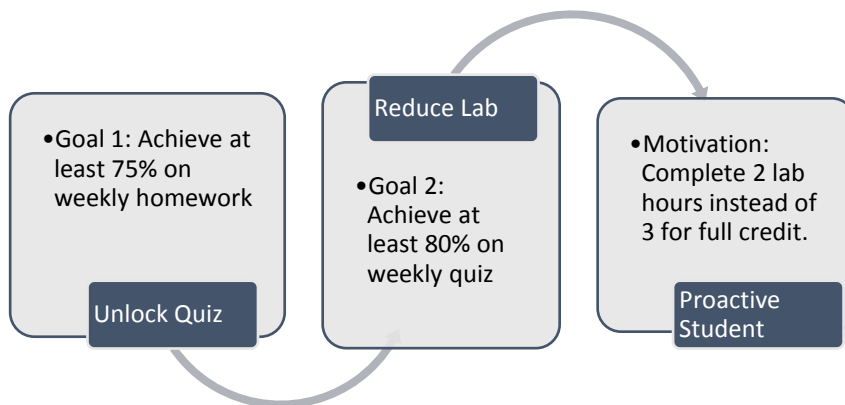 •Goal 1: Achieve at
least 75% on
weekly homework
Unlock Quiz
Reduce Lab
•Goal 2:
Achieve at
least 80% on
weekly quiz
•Motivation:
Complete 2 lab
hours instead of
3 for full credit.
Proactive
Student